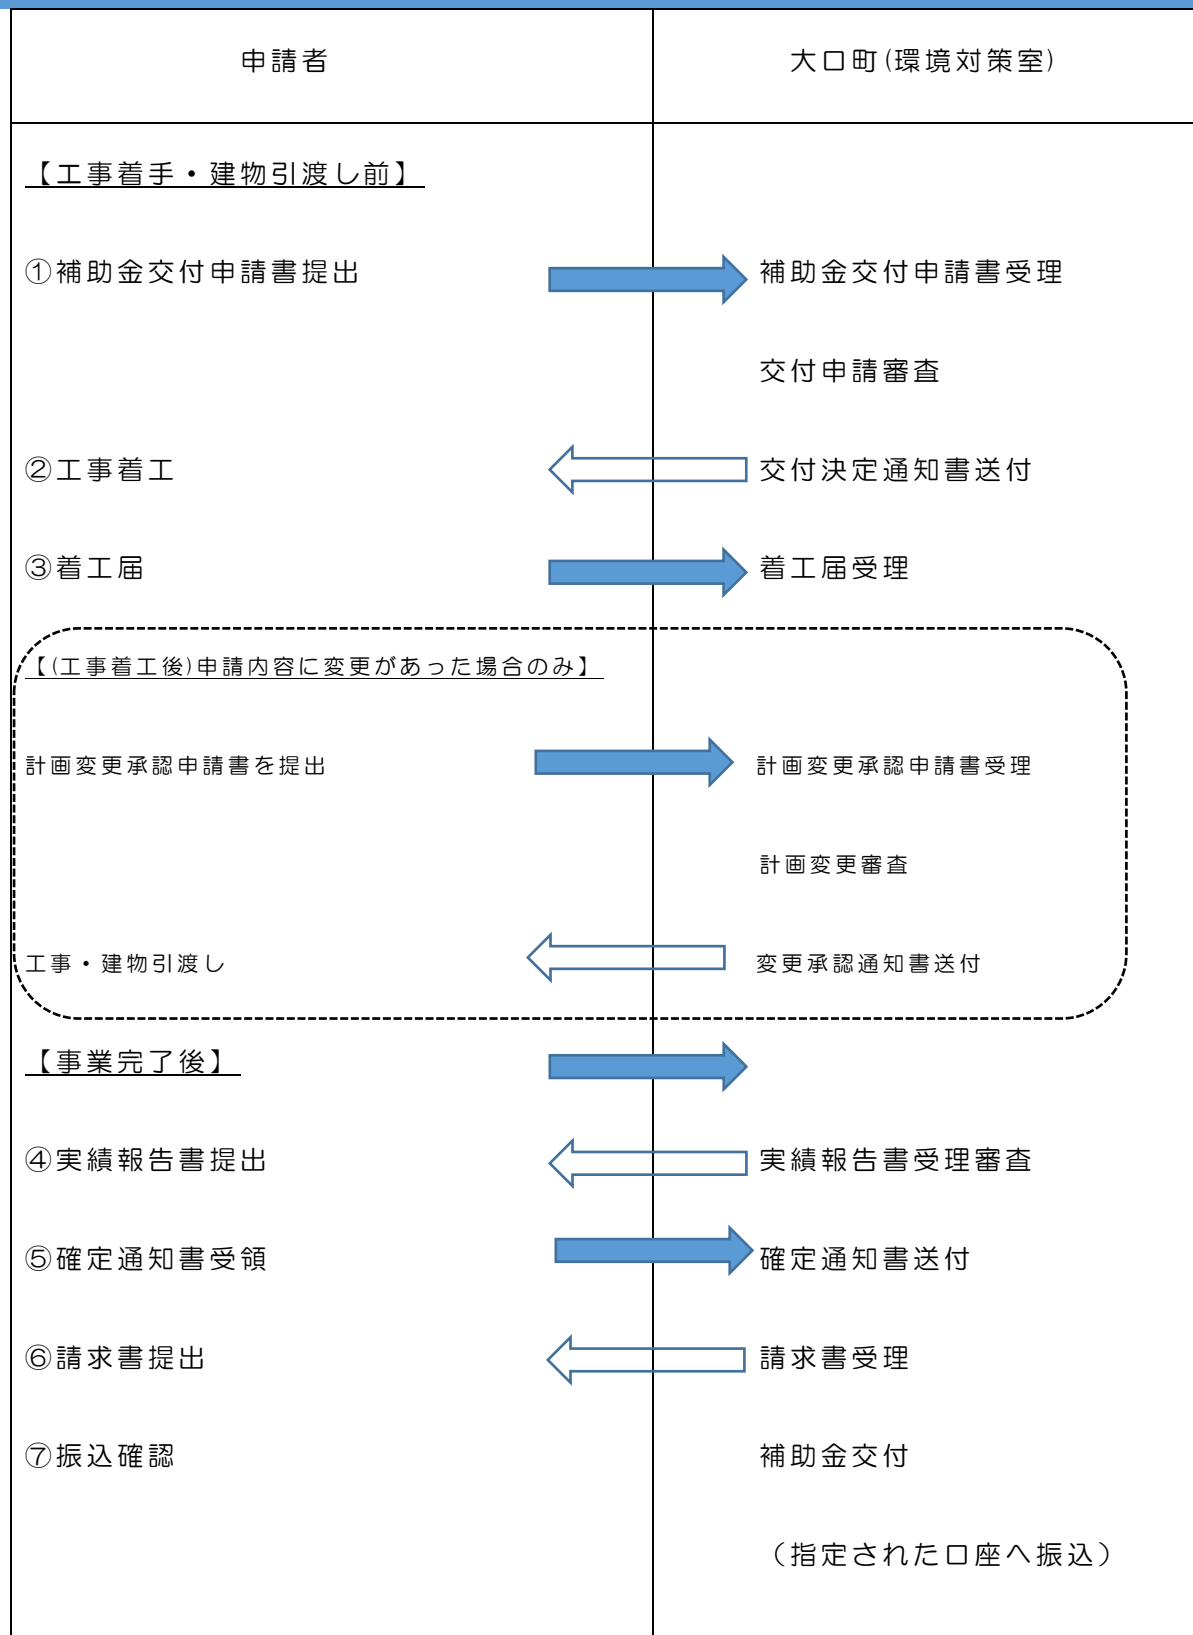 申請者
大口町(環境対策室)
【工事着手・建物引渡し前】
①補助金交付申請書提出
補助金交付申請書受理
交付申請審査
②工事着工
交付決定通知書送付
③着工届
着工届受理
【(工事着工後)申請内容に変更があった場合のみ】
計画変更承認申請書を提出
計画変更承認申請書受理
計画変更審査
工事・建物引渡し
変更承認通知書送付
【事業完了後】
④実績報告書提出
実績報告書受理審査
⑤確定通知書受領
確定通知書送付
⑥請求書提出
請求書受理
⑦振込確認
補助金交付
（指定された口座へ振込）